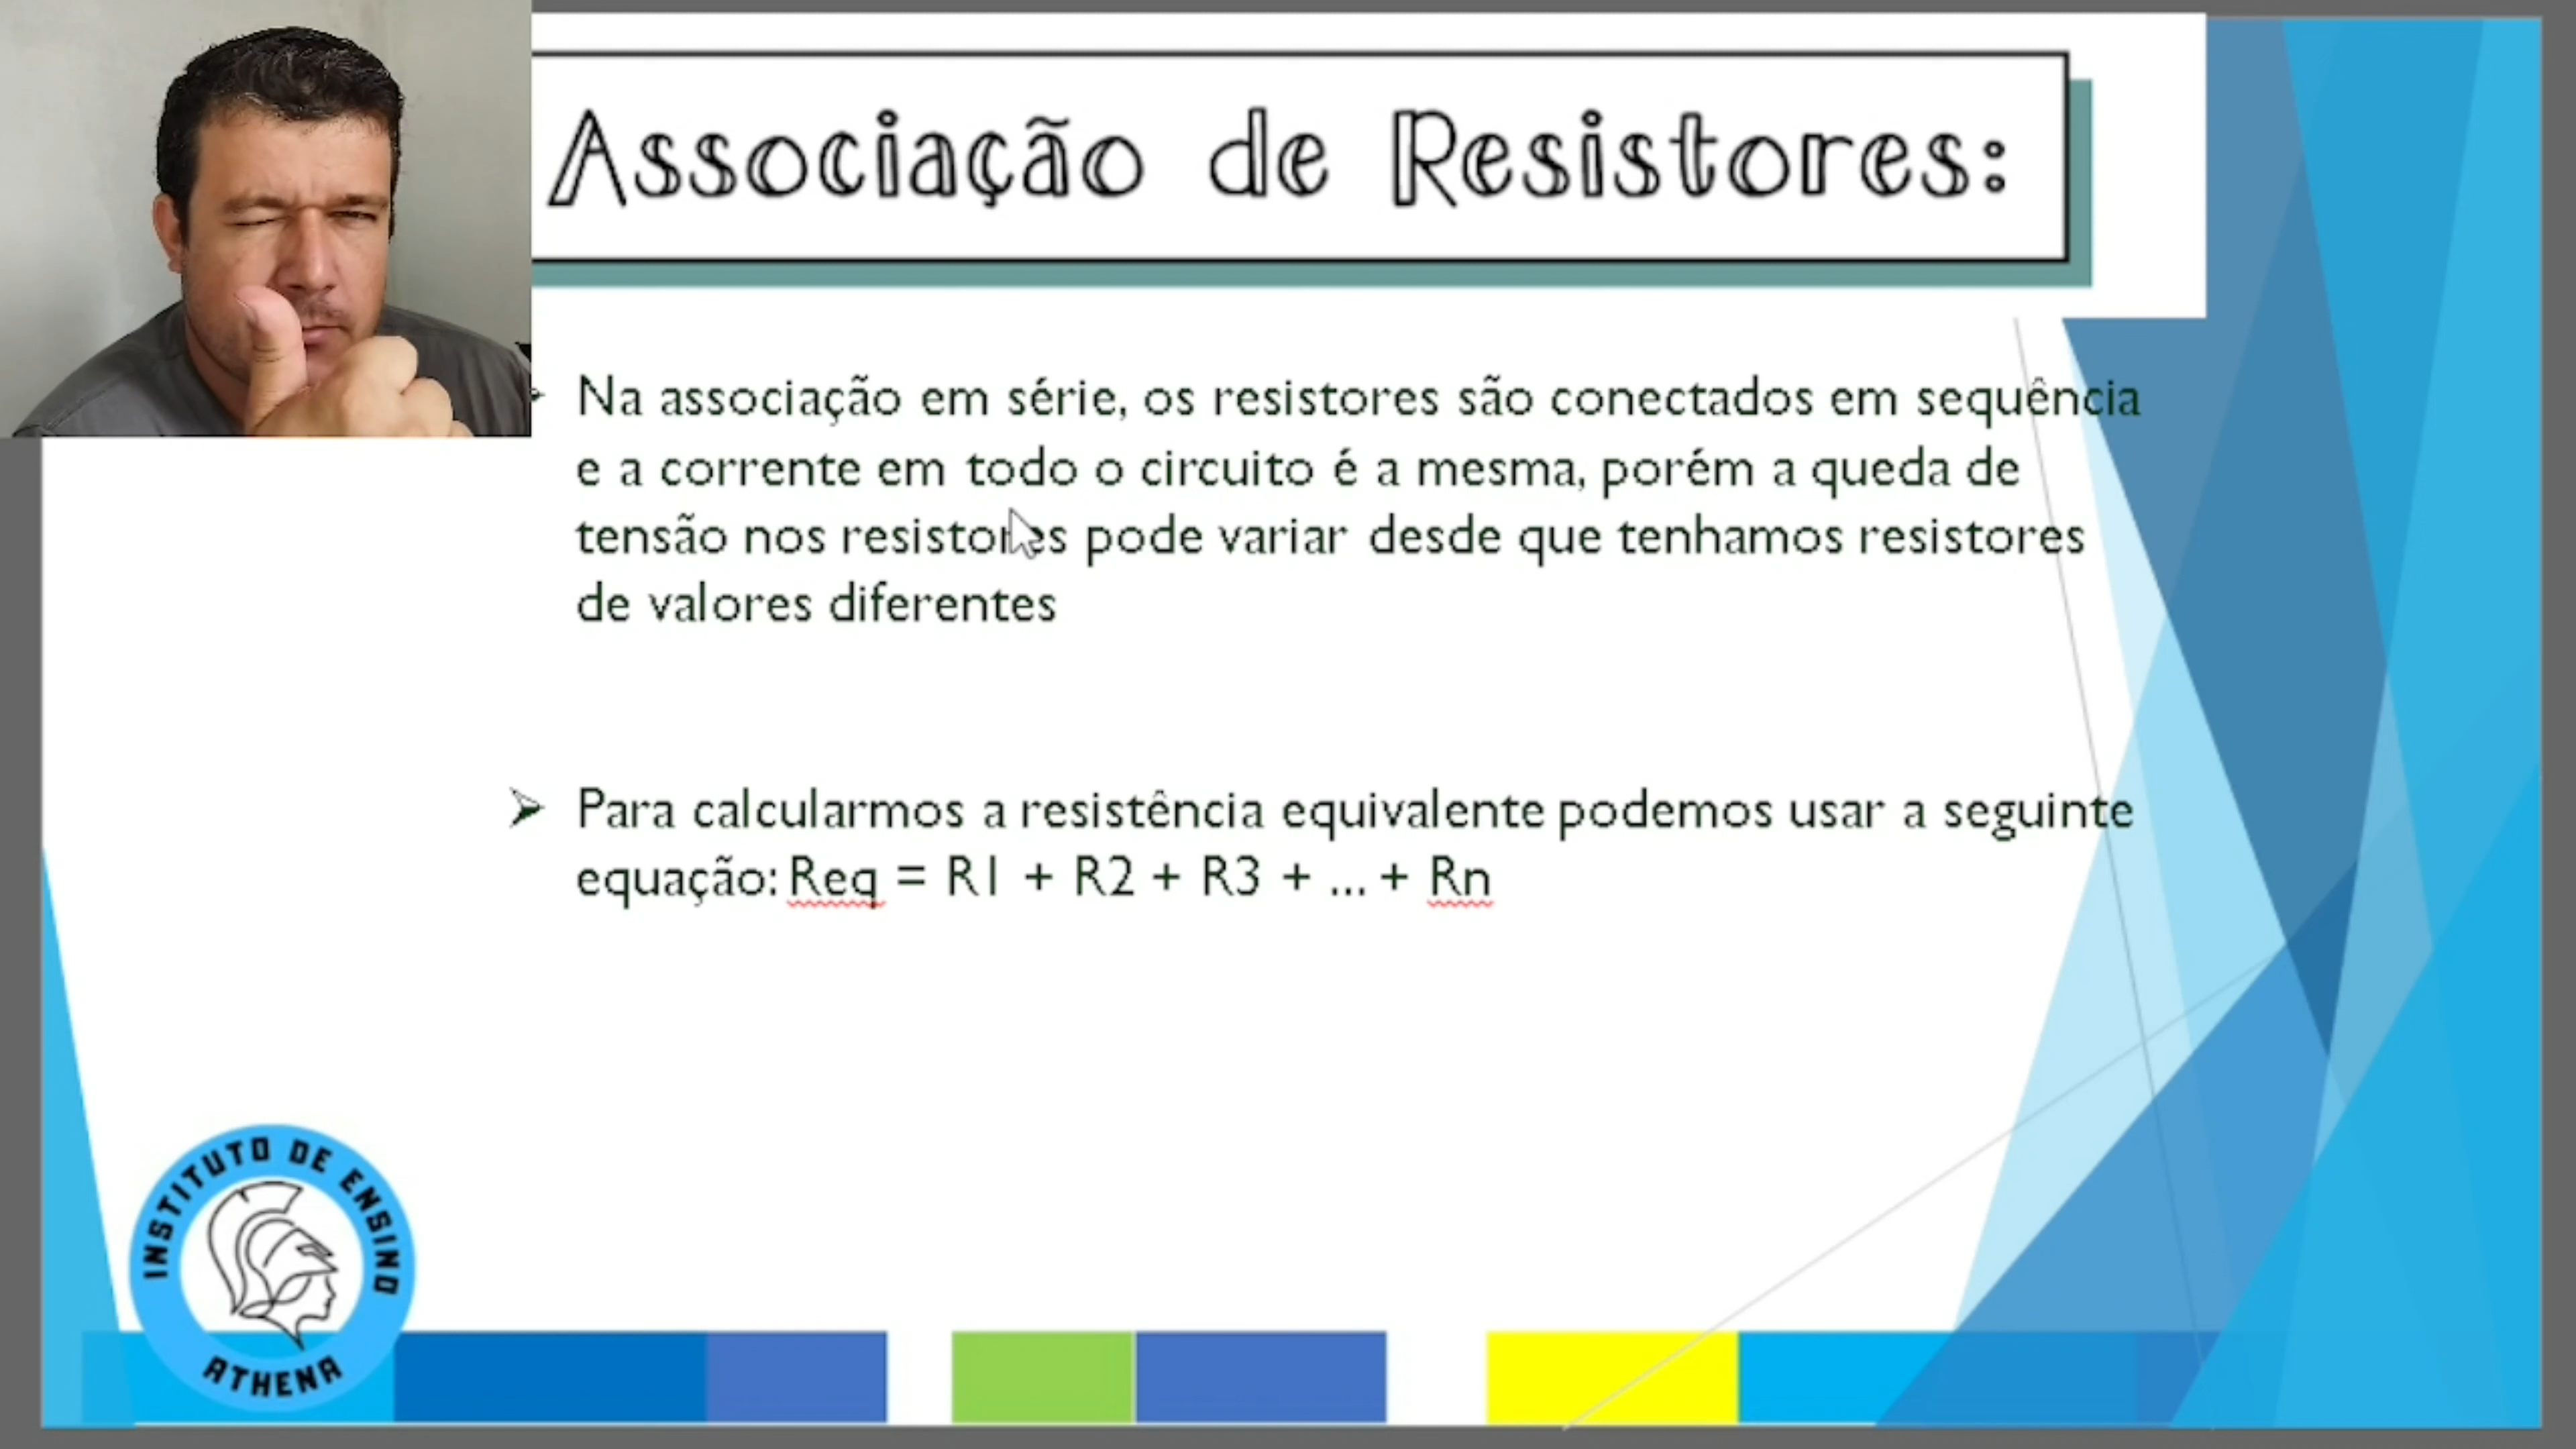 Associação de Resistores:
Na associação em série, os resistores são conectados em sequência
e a corrente em todo o circuito é a mesma, porém a queda de
tensão nos resistores pode variar desde que tenhamos resistores
de valores diferentes
Para calcularmos a resistência equivalente podemos usar a seguinte
equação: Req = R1 + R2 + R3 + ... + Rn
INSTITUTO DE ENSINO
ATHENA